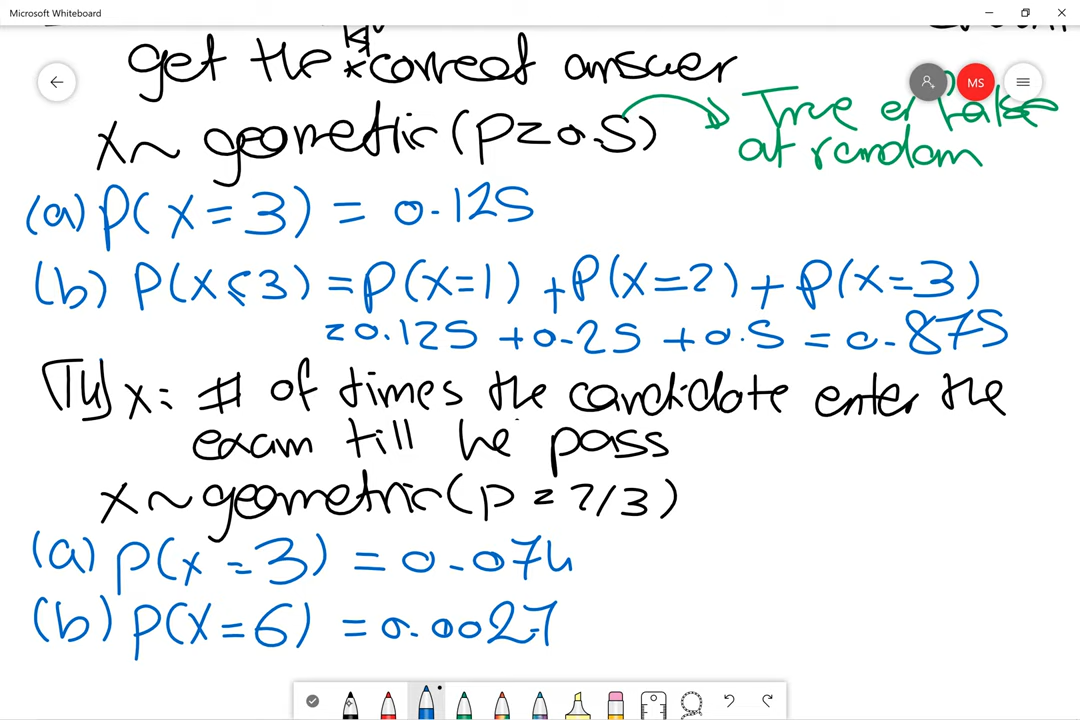 Microsoft Whiteboard
get the correct answer
MS
X ~ geometric (P = 0.5) True or False
at random
(a) P(X = 3) = 0.125
(b) P(X ≤ 3) = P(X=1) + P(X=2) + P(X=3)
= 0.125 + 0.25 + 0.5 = 0.875
X = # of times the candidate enter the
exam till he pass
X ~ geometric (P = 2/3)
(a) P(X = 3) = 0.074
(b) P(X = 6) = 0.0027